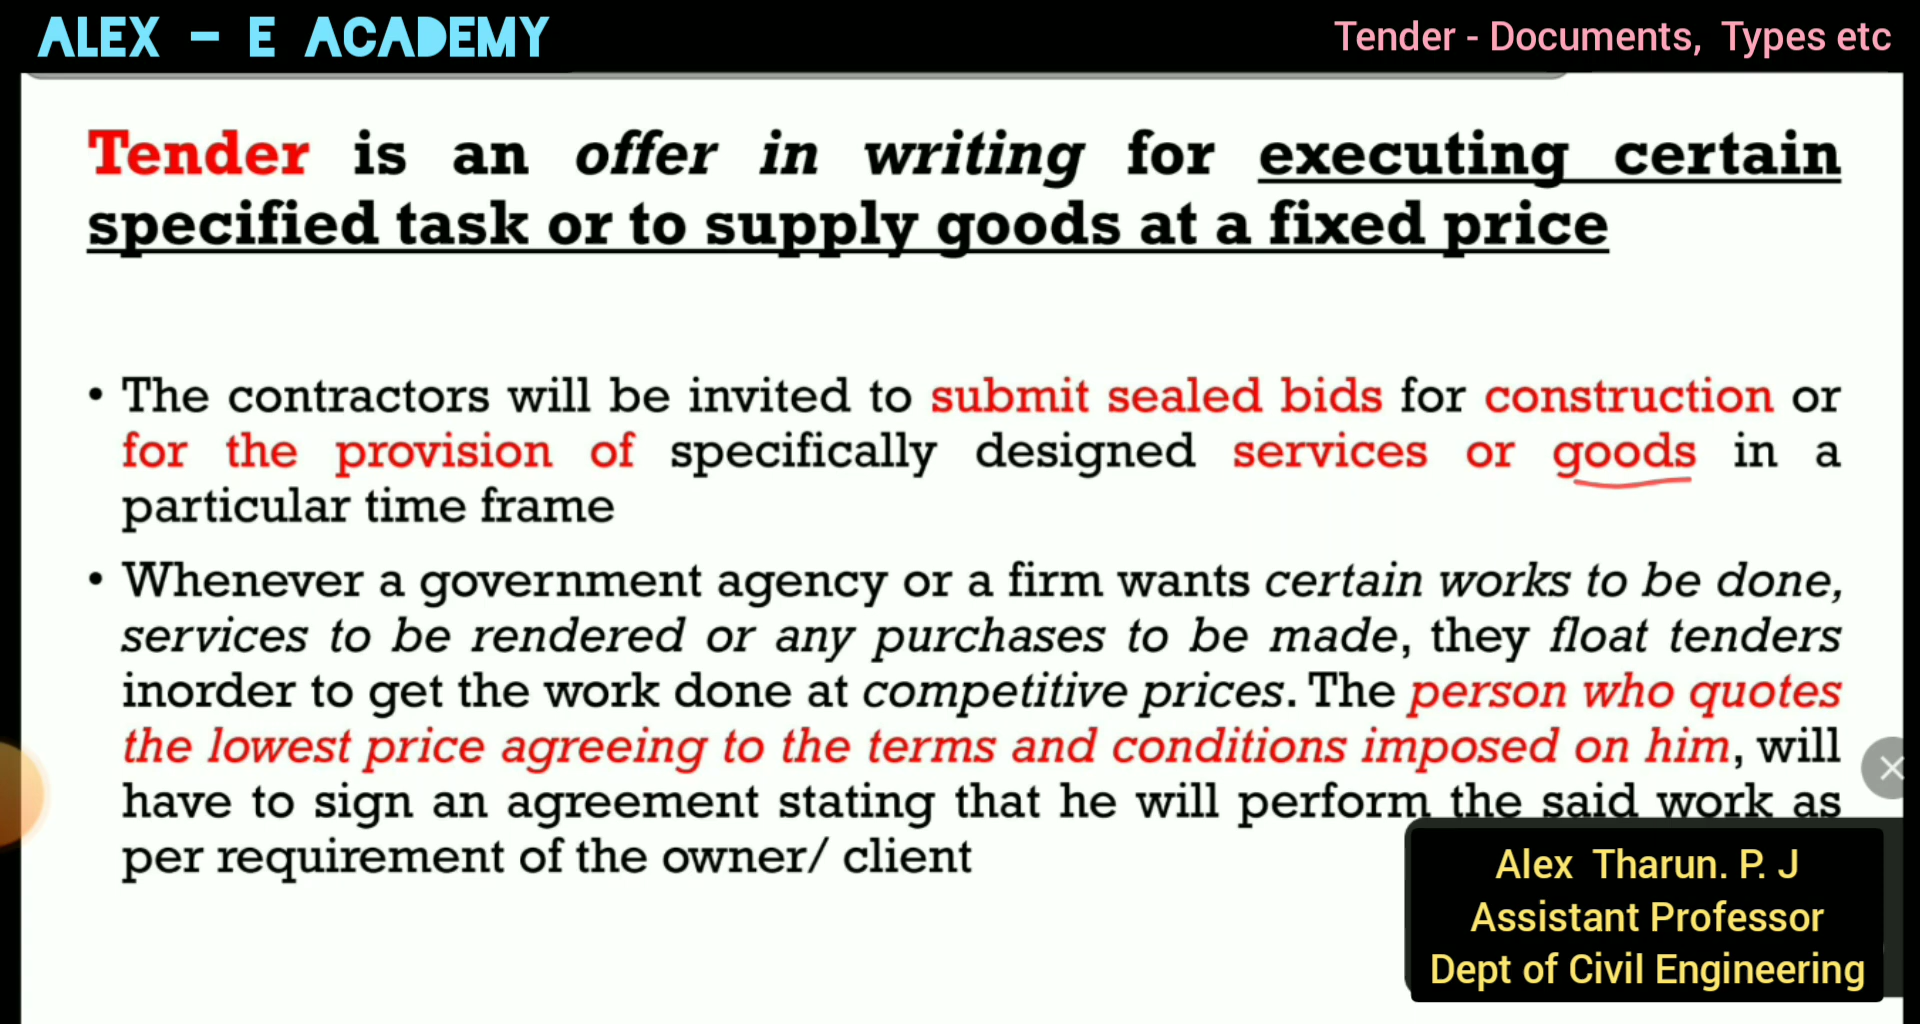 ALEX – E ACADEMY
Tender - Documents, Types etc
Tender is an offer in writing for executing certain
specified task or to supply goods at a fixed price
• The contractors will be invited to submit sealed bids for construction or
for the provision of specifically designed services or goods in a
particular time frame
• Whenever a government agency or a firm wants certain works to be done,
services to be rendered or any purchases to be made, they float tenders
inorder to get the work done at competitive prices. The person who quotes
the lowest price agreeing to the terms and conditions imposed on him, will
have to sign an agreement stating that he will perform the said work as
per requirement of the owner/ client
Alex Tharun. P. J
Assistant Professor
Dept of Civil Engineering